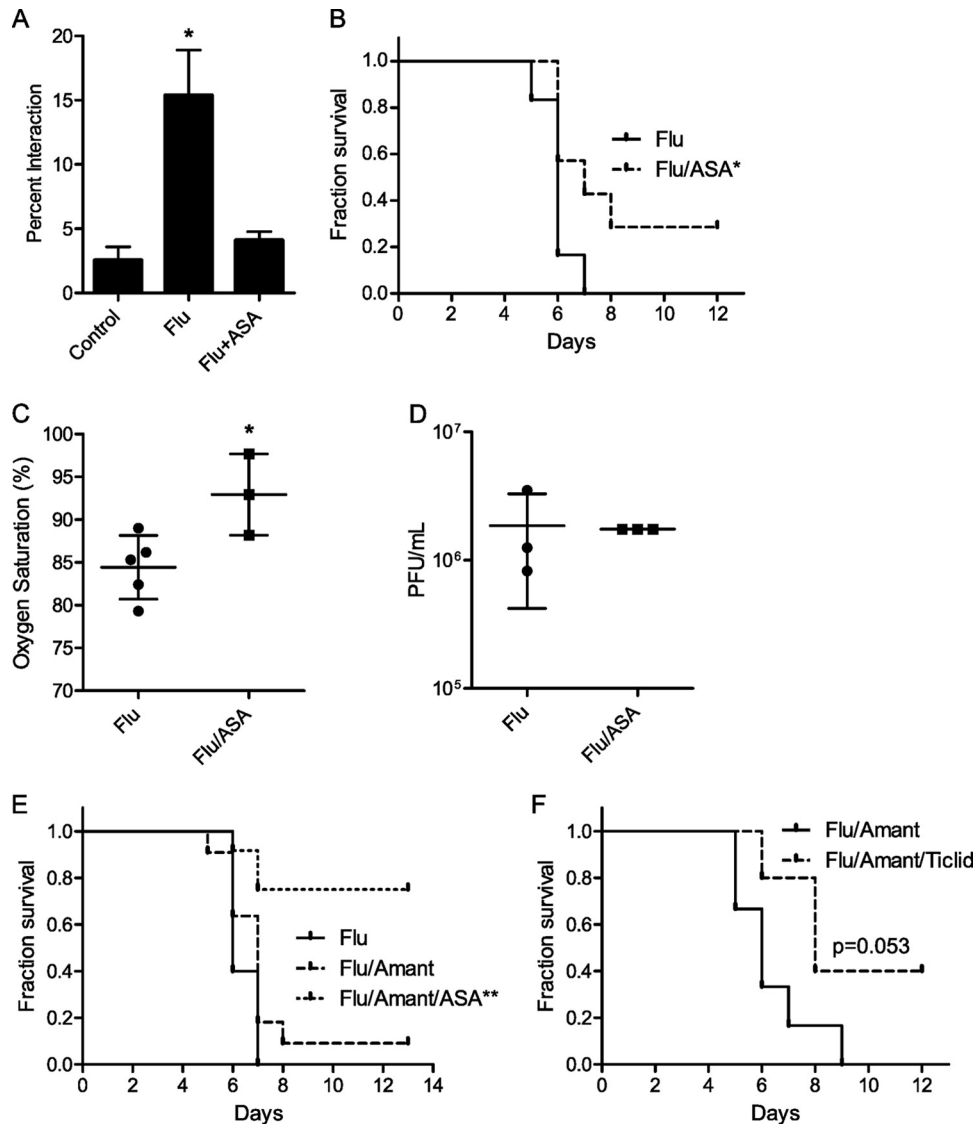 A
Percent Interaction
20
15
10
5
0
*
Control
Flu
Flu+ASA
B
Fraction survival
1.0
0.8
0.6
0.4
0.2
0.0
0 2 4 6 8 10 12
Days
Flu
Flu/ASA*
C
Oxygen Saturation (%)
100
95
90
85
80
75
70
*
Flu
Flu/ASA
D
PFU/mL
10⁷
10⁶
10⁵
Flu
Flu/ASA
E
Fraction survival
1.0
0.8
0.6
0.4
0.2
0.0
0 2 4 6 8 10 12 14
Days
Flu
Flu/Amant
Flu/Amant/ASA**
F
Fraction survival
1.0
0.8
0.6
0.4
0.2
0.0
0 2 4 6 8 10 12
Days
Flu/Amant
Flu/Amant/Ticlid
p=0.053